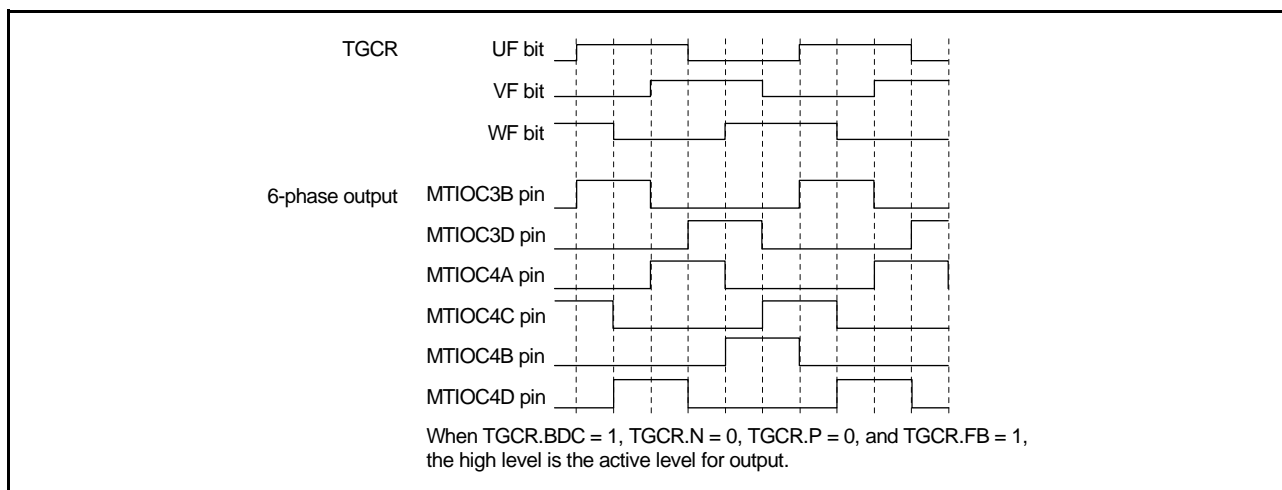 TGCR UF bit
VF bit
WF bit
6-phase output MTIOC3B pin
MTIOC3D pin
MTIOC4A pin
MTIOC4C pin
MTIOC4B pin
MTIOC4D pin
When TGCR.BDC = 1, TGCR.N = 0, TGCR.P = 0, and TGCR.FB = 1,
the high level is the active level for output.